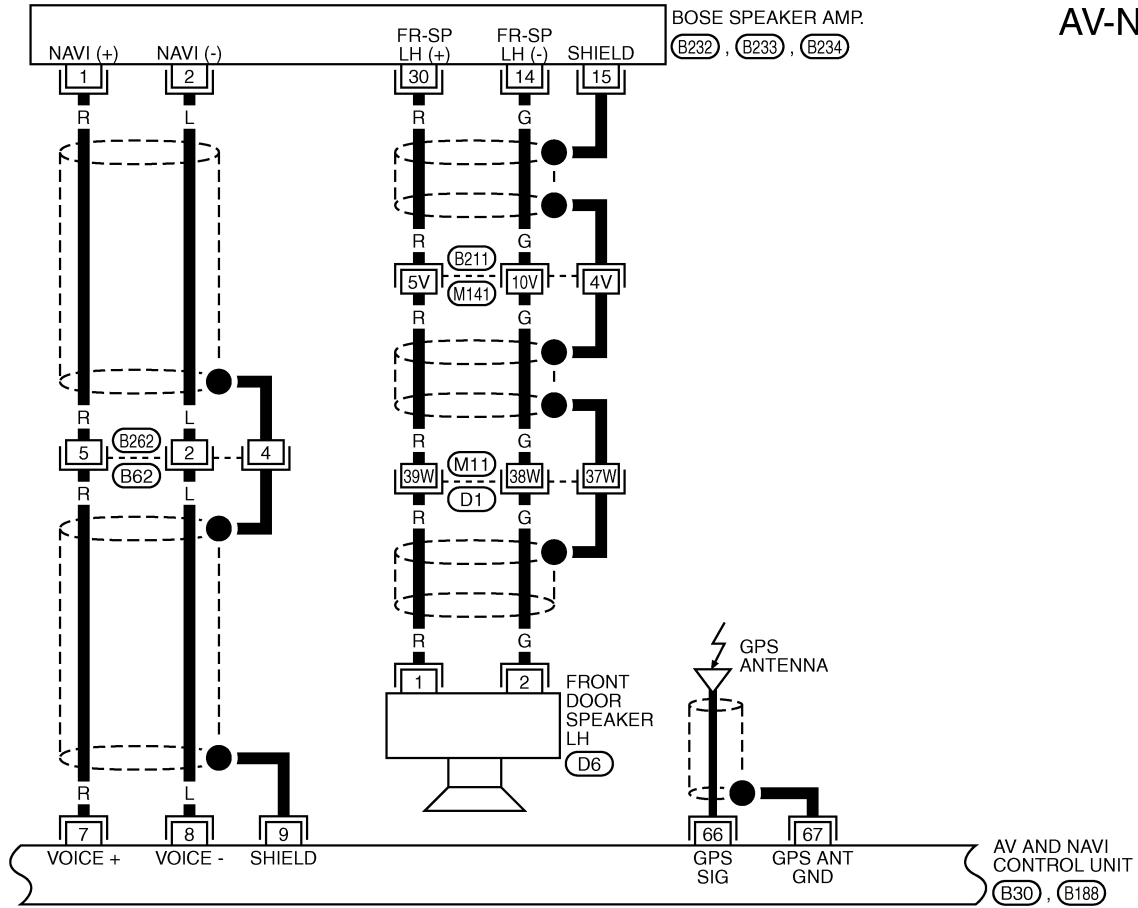 BOSE SPEAKER AMP.
AV-N
B232 , B233 , B234
NAVI (+) NAVI (-) FR-SP LH (+) FR-SP LH (-) SHIELD
1 2 30 14 15
R L R G
R G
B211
5V 10V 4V
M141
R G
R L R G
B262
5 2 4
B62
M11
39W 38W 37W
D1
R L R G
R G
1 2
FRONT
DOOR
SPEAKER
LH
D6
GPS
ANTENNA
R L
7 8 9 66 67
VOICE + VOICE - SHIELD
GPS
SIG
GPS ANT
GND
AV AND NAVI
CONTROL UNIT
B30 , B188